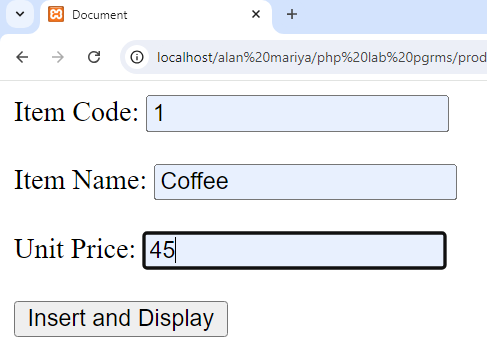 Document
localhost/alan%20mariya/php%20lab%20pgrms/prod
Item Code: 1
Item Name: Coffee
Unit Price: 45
Insert and Display